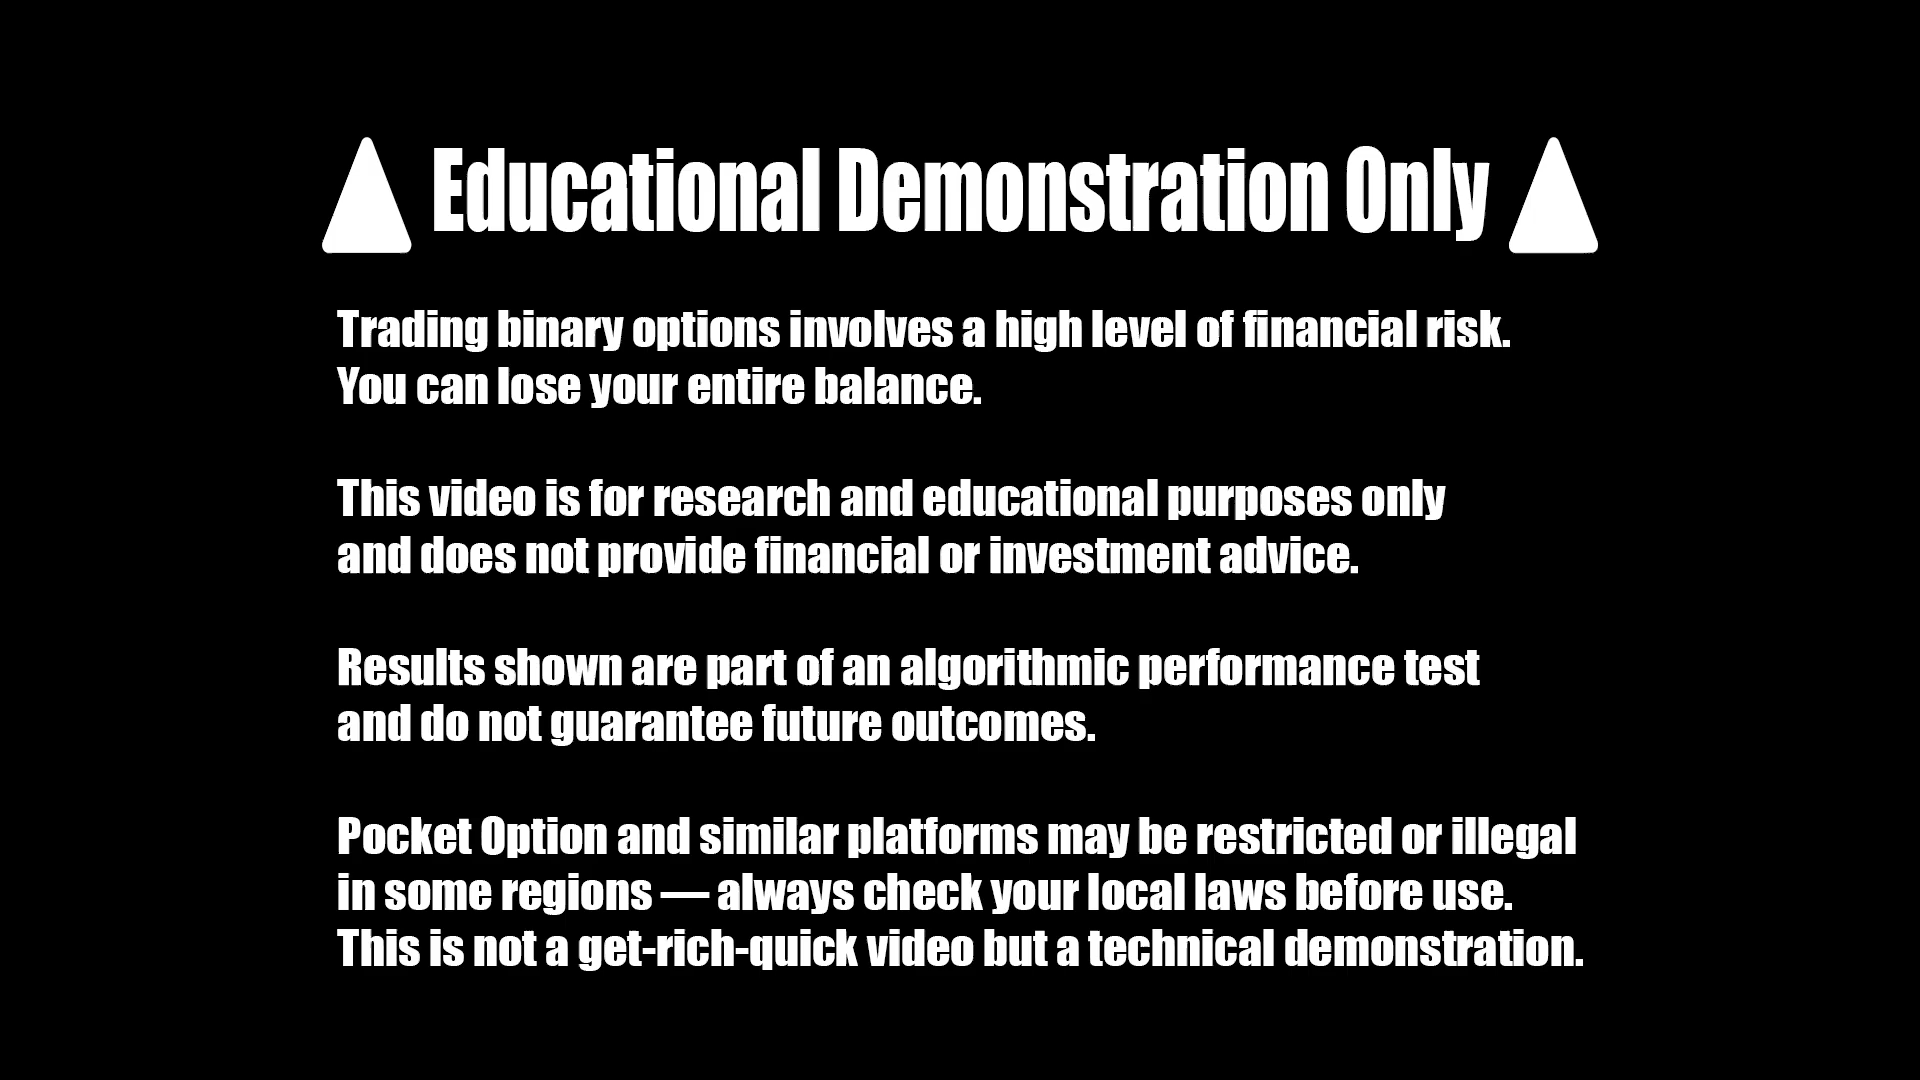 Educational Demonstration Only
Trading binary options involves a high level of financial risk.
You can lose your entire balance.
This video is for research and educational purposes only
and does not provide financial or investment advice.
Results shown are part of an algorithmic performance test
and do not guarantee future outcomes.
Pocket Option and similar platforms may be restricted or illegal
in some regions — always check your local laws before use.
This is not a get-rich-quick video but a technical demonstration.